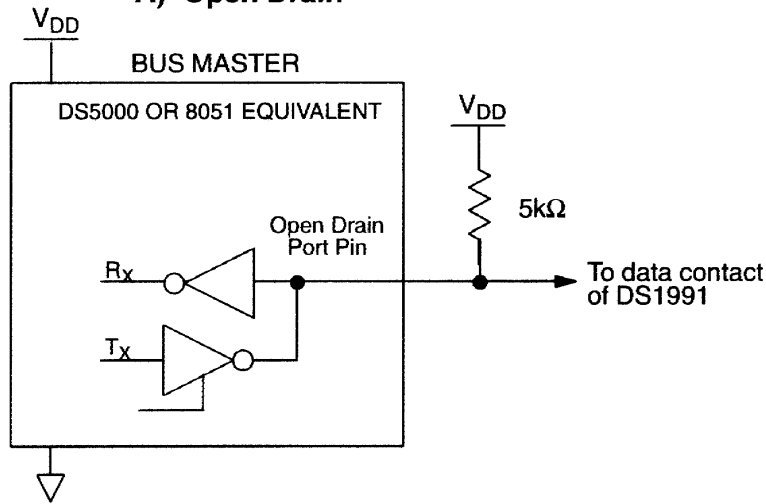 A) Open Drain
VDD
BUS MASTER
DS5000 OR 8051 EQUIVALENT
VDD
5kΩ
Open Drain
Port Pin
RX
To data contact
of DS1991
TX